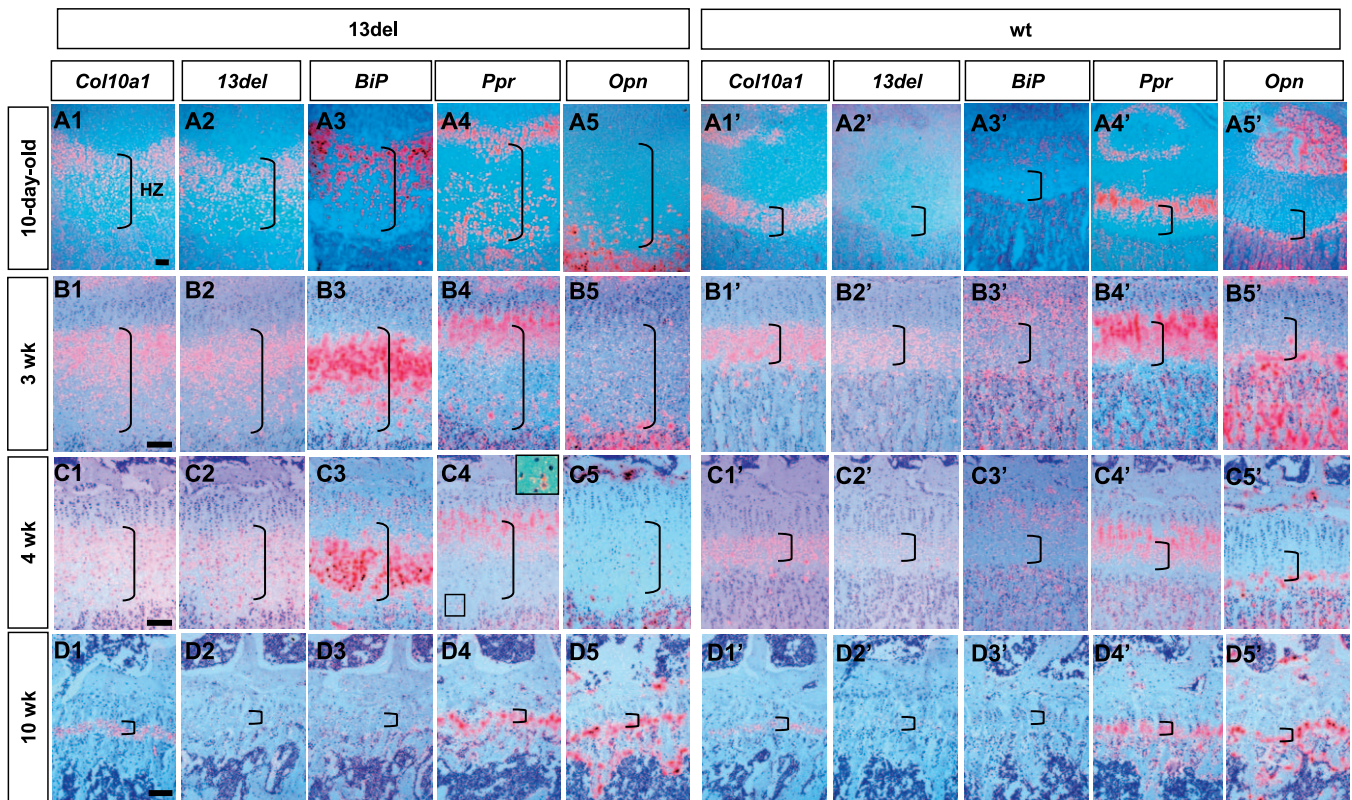 13del wt
Col10a1 13del BiP Ppr Opn Col10a1 13del BiP Ppr Opn
10-day-old A1 A2 A3 A4 A5 A1’ A2’ A3’ A4’ A5’
HZ
3 wk B1 B2 B3 B4 B5 B1’ B2’ B3’ B4’ B5’
4 wk C1 C2 C3 C4 C5 C1’ C2’ C3’ C4’ C5’
10 wk D1 D2 D3 D4 D5 D1’ D2’ D3’ D4’ D5’